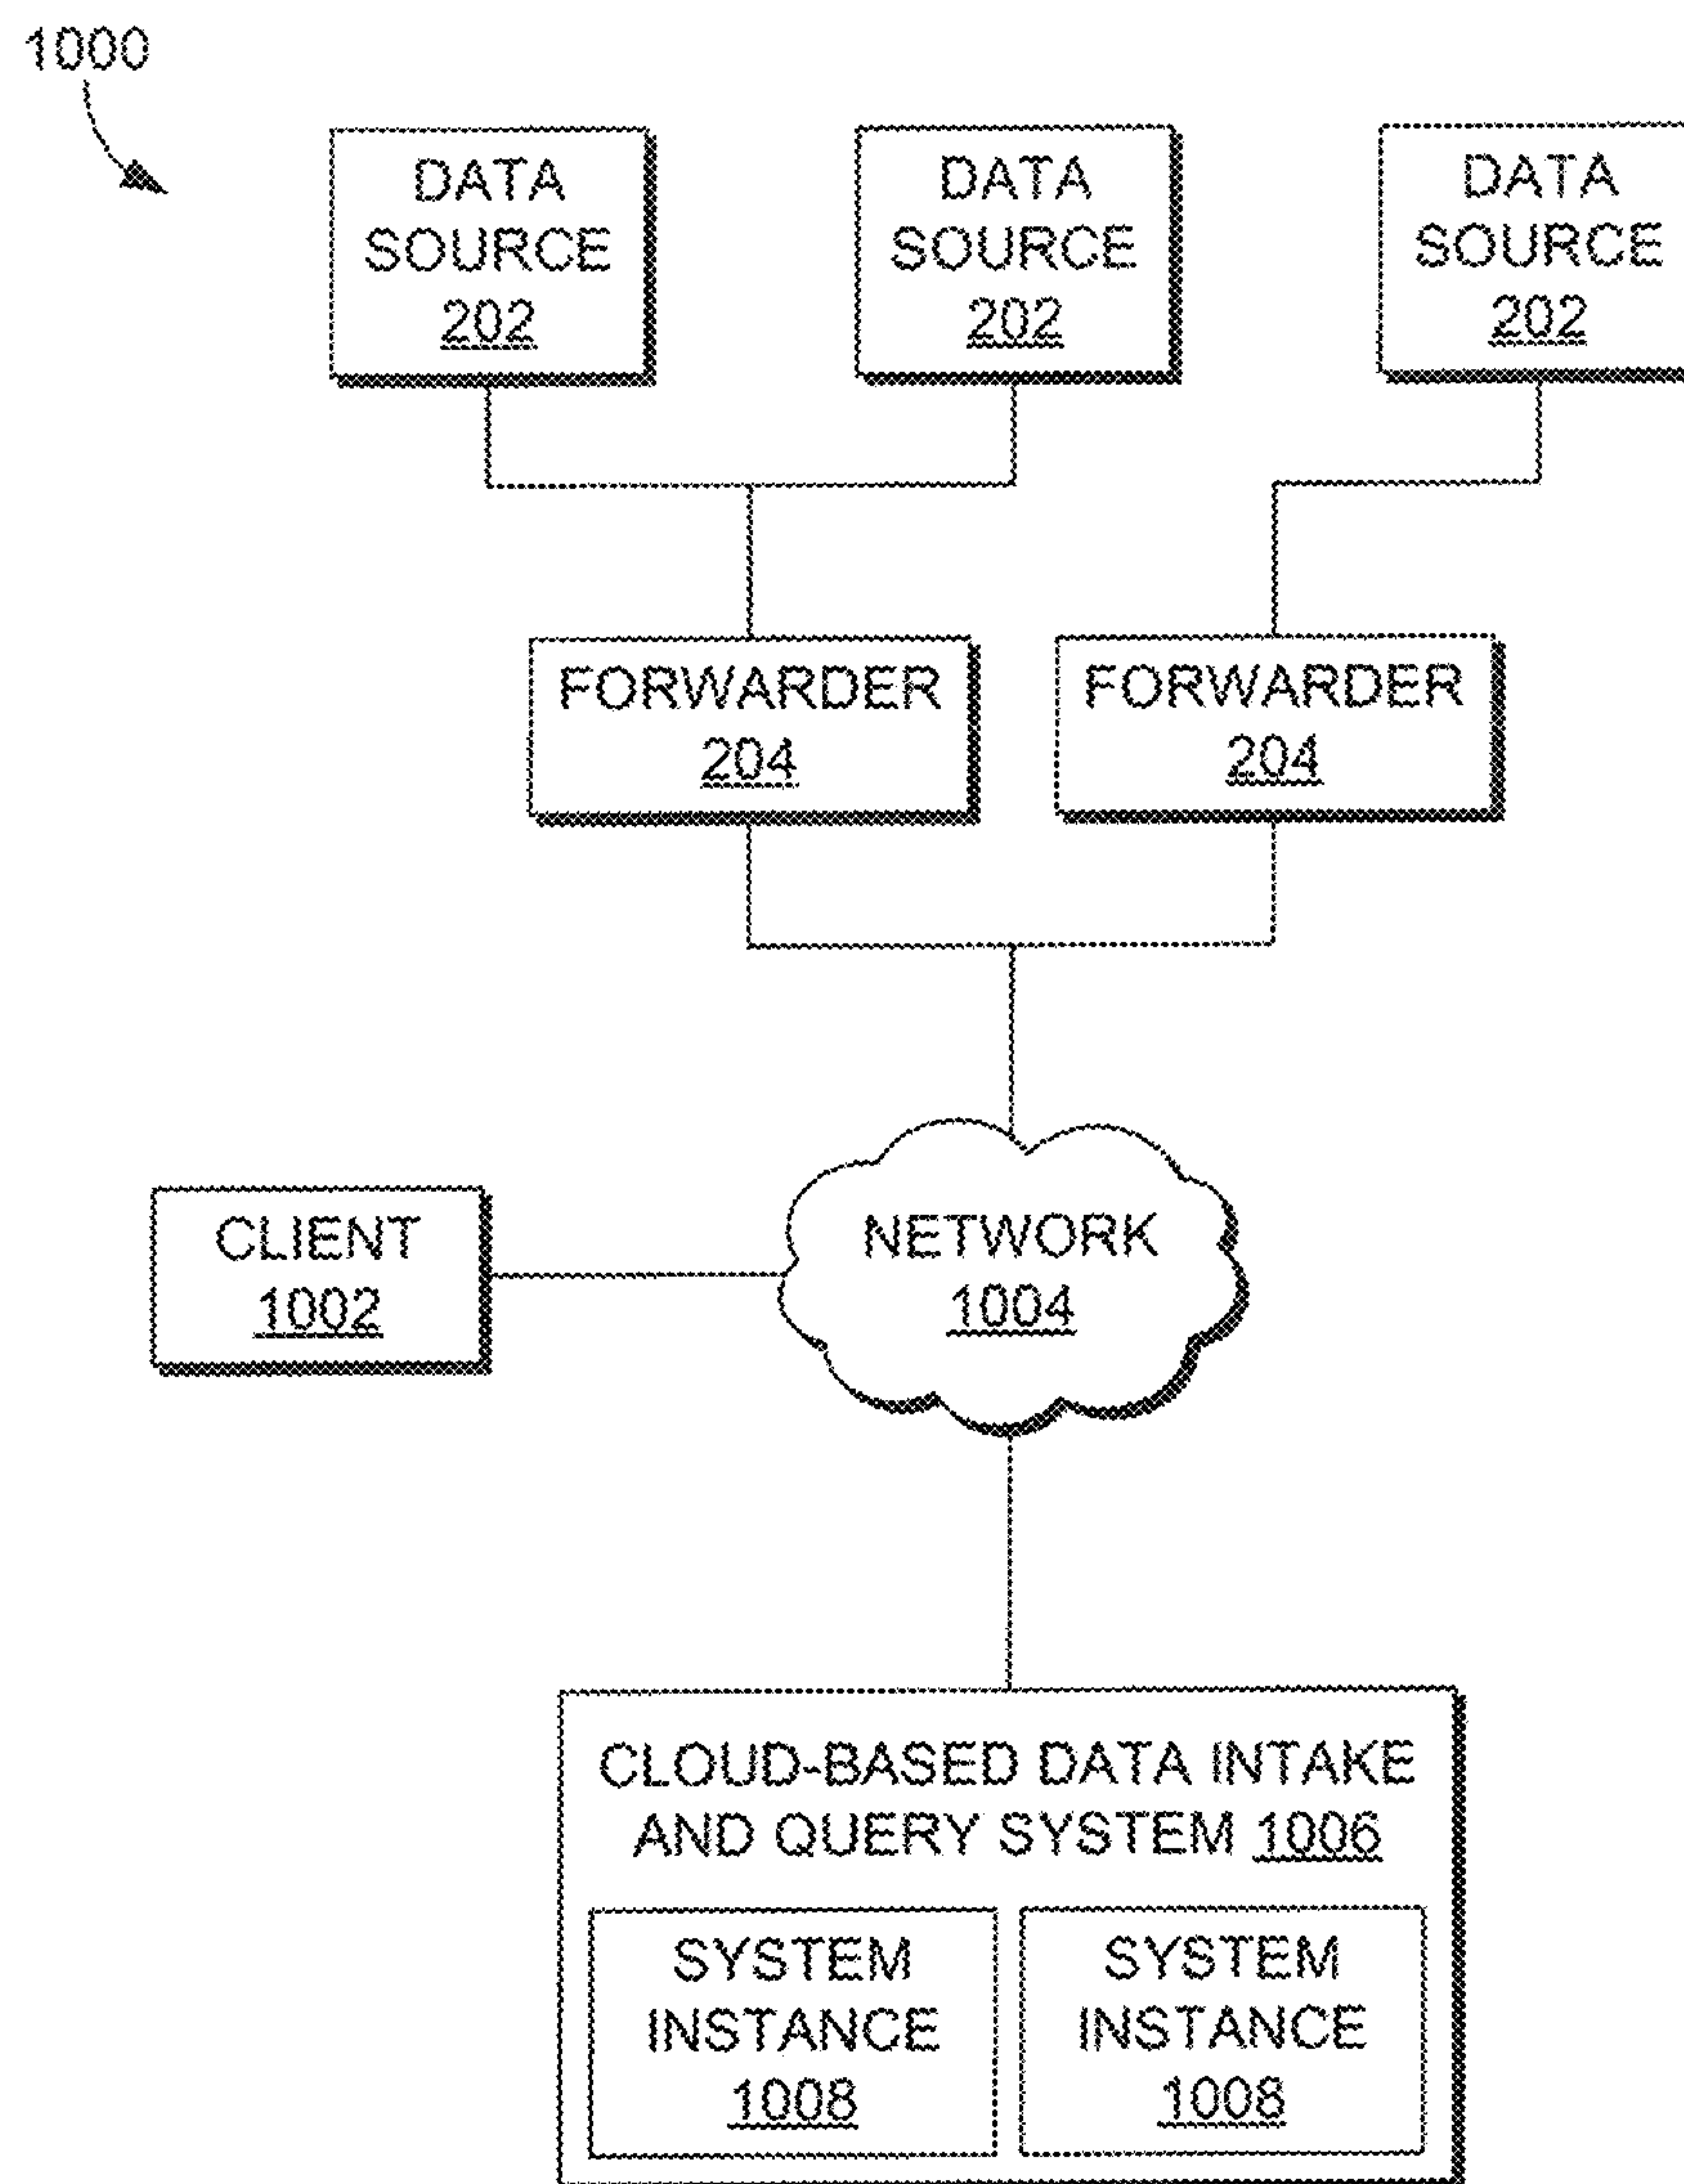 1000
DATA
SOURCE
202
DATA
SOURCE
202
DATA
SOURCE
202
FORWARDER
204
FORWARDER
204
CLIENT
1002
NETWORK
1004
CLOUD-BASED DATA INTAKE
AND QUERY SYSTEM 1006
SYSTEM
INSTANCE
1008
SYSTEM
INSTANCE
1008